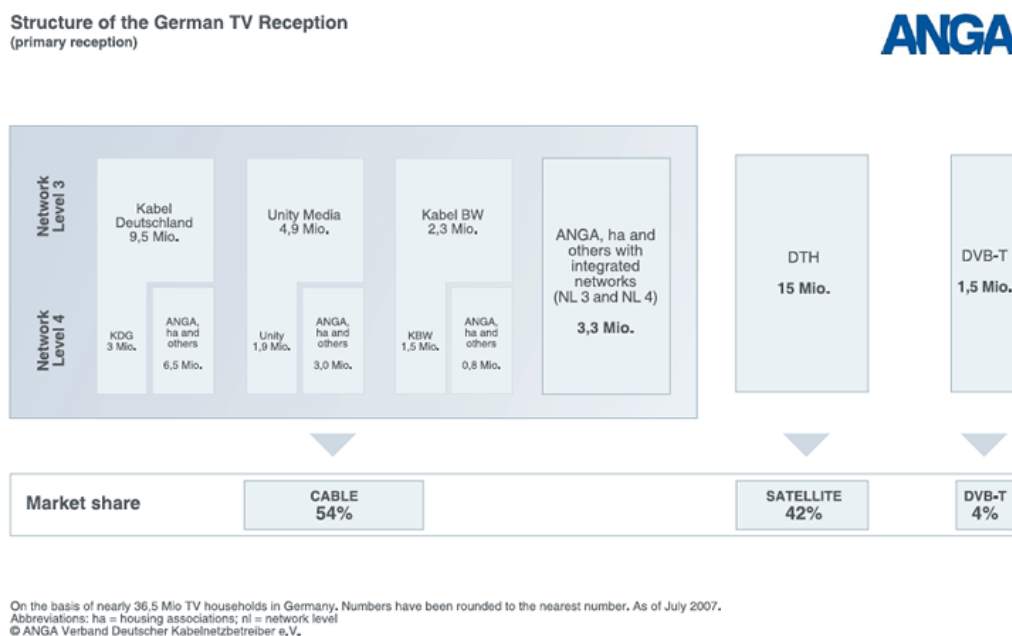 Structure of the German TV Reception
(primary reception)
ANGA
Network
Level 3
Kabel
Deutschland
9,5 Mio.
Unity Media
4,9 Mio.
Kabel BW
2,3 Mio.
ANGA, ha and
others with
integrated
networks
(NL 3 and NL 4)
3,3 Mio.
DTH
15 Mio.
DVB-T
1,5 Mio.
Network
Level 4
KDG
3 Mio.
ANGA,
ha and
others
6,5 Mio.
Unity
1,9 Mio.
ANGA,
ha and
others
3,0 Mio.
KBW
1,5 Mio.
ANGA,
ha and
others
0,8 Mio.
Market share
CABLE
54%
SATELLITE
42%
DVB-T
4%
On the basis of nearly 36,5 Mio TV households in Germany. Numbers have been rounded to the nearest number. As of July 2007.
Abbreviations: ha = housing associations; nl = network level
© ANGA Verband Deutscher Kabelnetzbetreiber e.V.